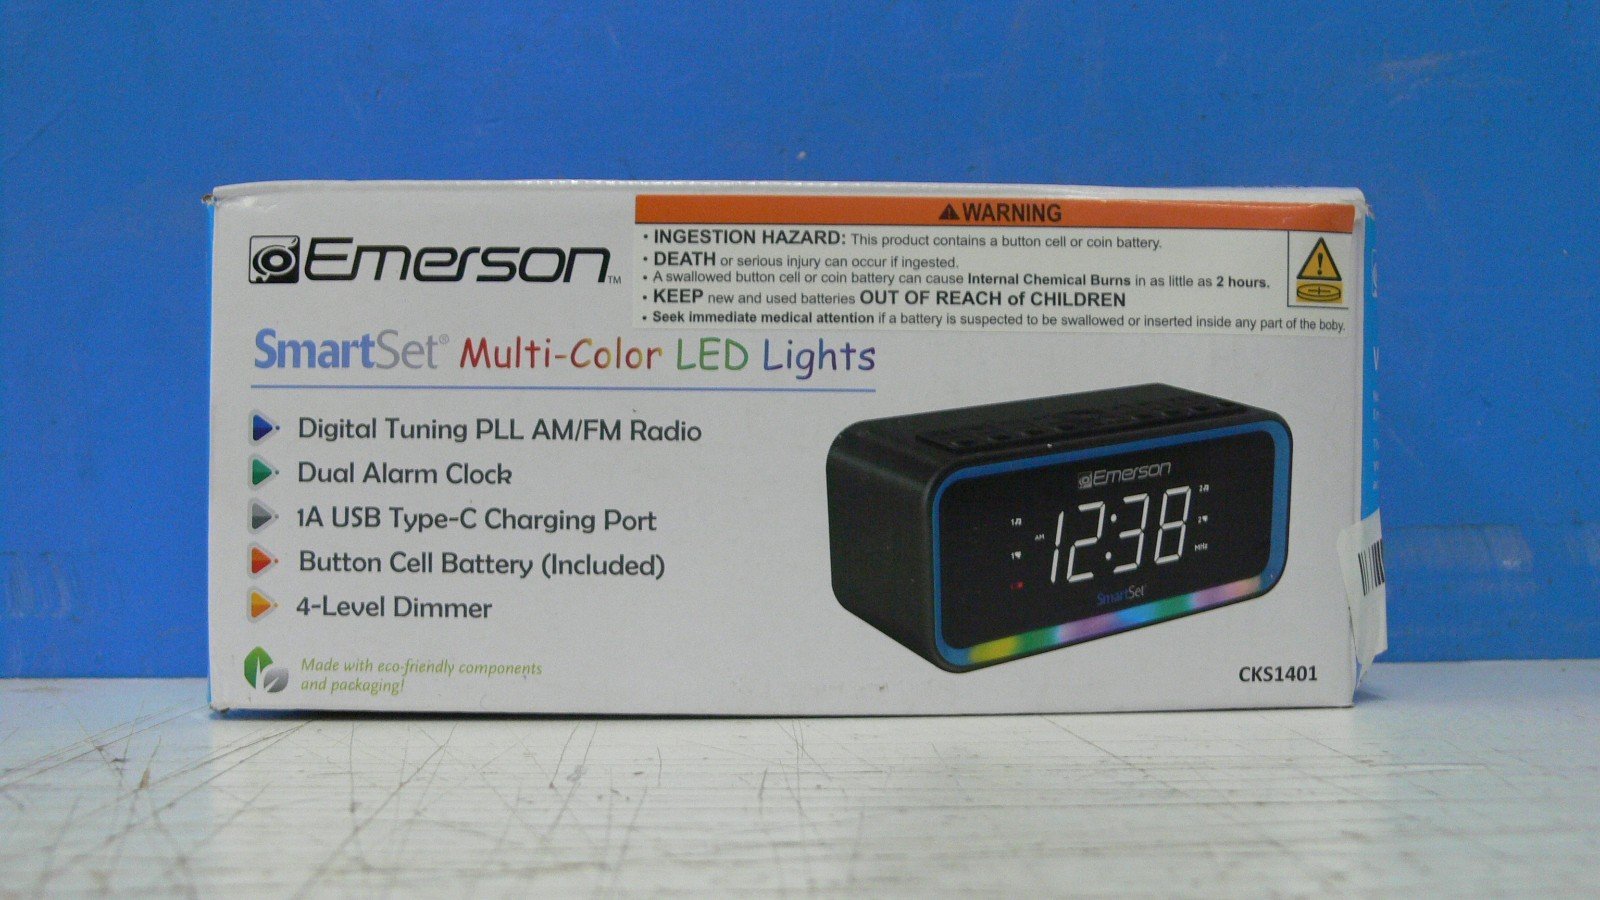 Emerson™
⚠WARNING
• INGESTION HAZARD: This product contains a button cell or coin battery.
• DEATH or serious injury can occur if ingested.
• A swallowed button cell or coin battery can cause Internal Chemical Burns in as little as 2 hours.
• KEEP new and used batteries OUT OF REACH of CHILDREN
• Seek immediate medical attention if a battery is suspected to be swallowed or inserted inside any part of the boby.
SmartSet® Multi-Color LED Lights
Digital Tuning PLL AM/FM Radio
Dual Alarm Clock
1A USB Type-C Charging Port
Button Cell Battery (Included)
4-Level Dimmer
Made with eco-friendly components
and packaging!
Emerson
AM 12:38
MHz
SmartSet
CKS1401